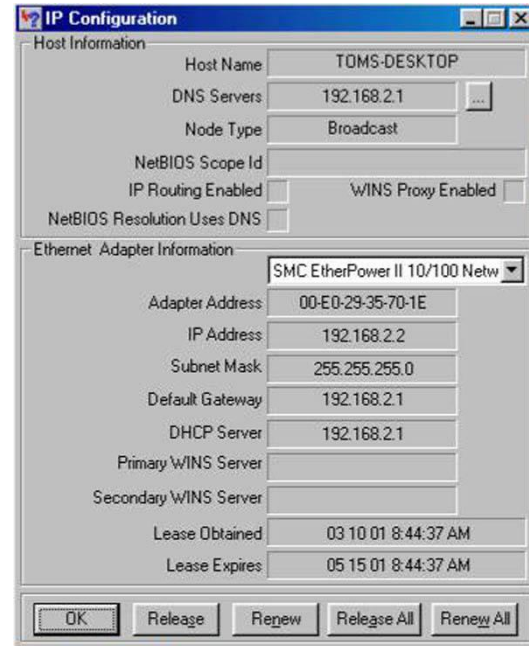 IP Configuration
Host Information
Host Name TOMS-DESKTOP
DNS Servers 192.168.2.1 ...
Node Type Broadcast
NetBIOS Scope Id
IP Routing Enabled WINS Proxy Enabled
NetBIOS Resolution Uses DNS
Ethernet Adapter Information
SMC EtherPower II 10/100 Netw
Adapter Address 00-E0-29-35-70-1E
IP Address 192.168.2.2
Subnet Mask 255.255.255.0
Default Gateway 192.168.2.1
DHCP Server 192.168.2.1
Primary WINS Server
Secondary WINS Server
Lease Obtained 03 10 01 8:44:37 AM
Lease Expires 05 15 01 8:44:37 AM
OK Release Renew Release All Renew All